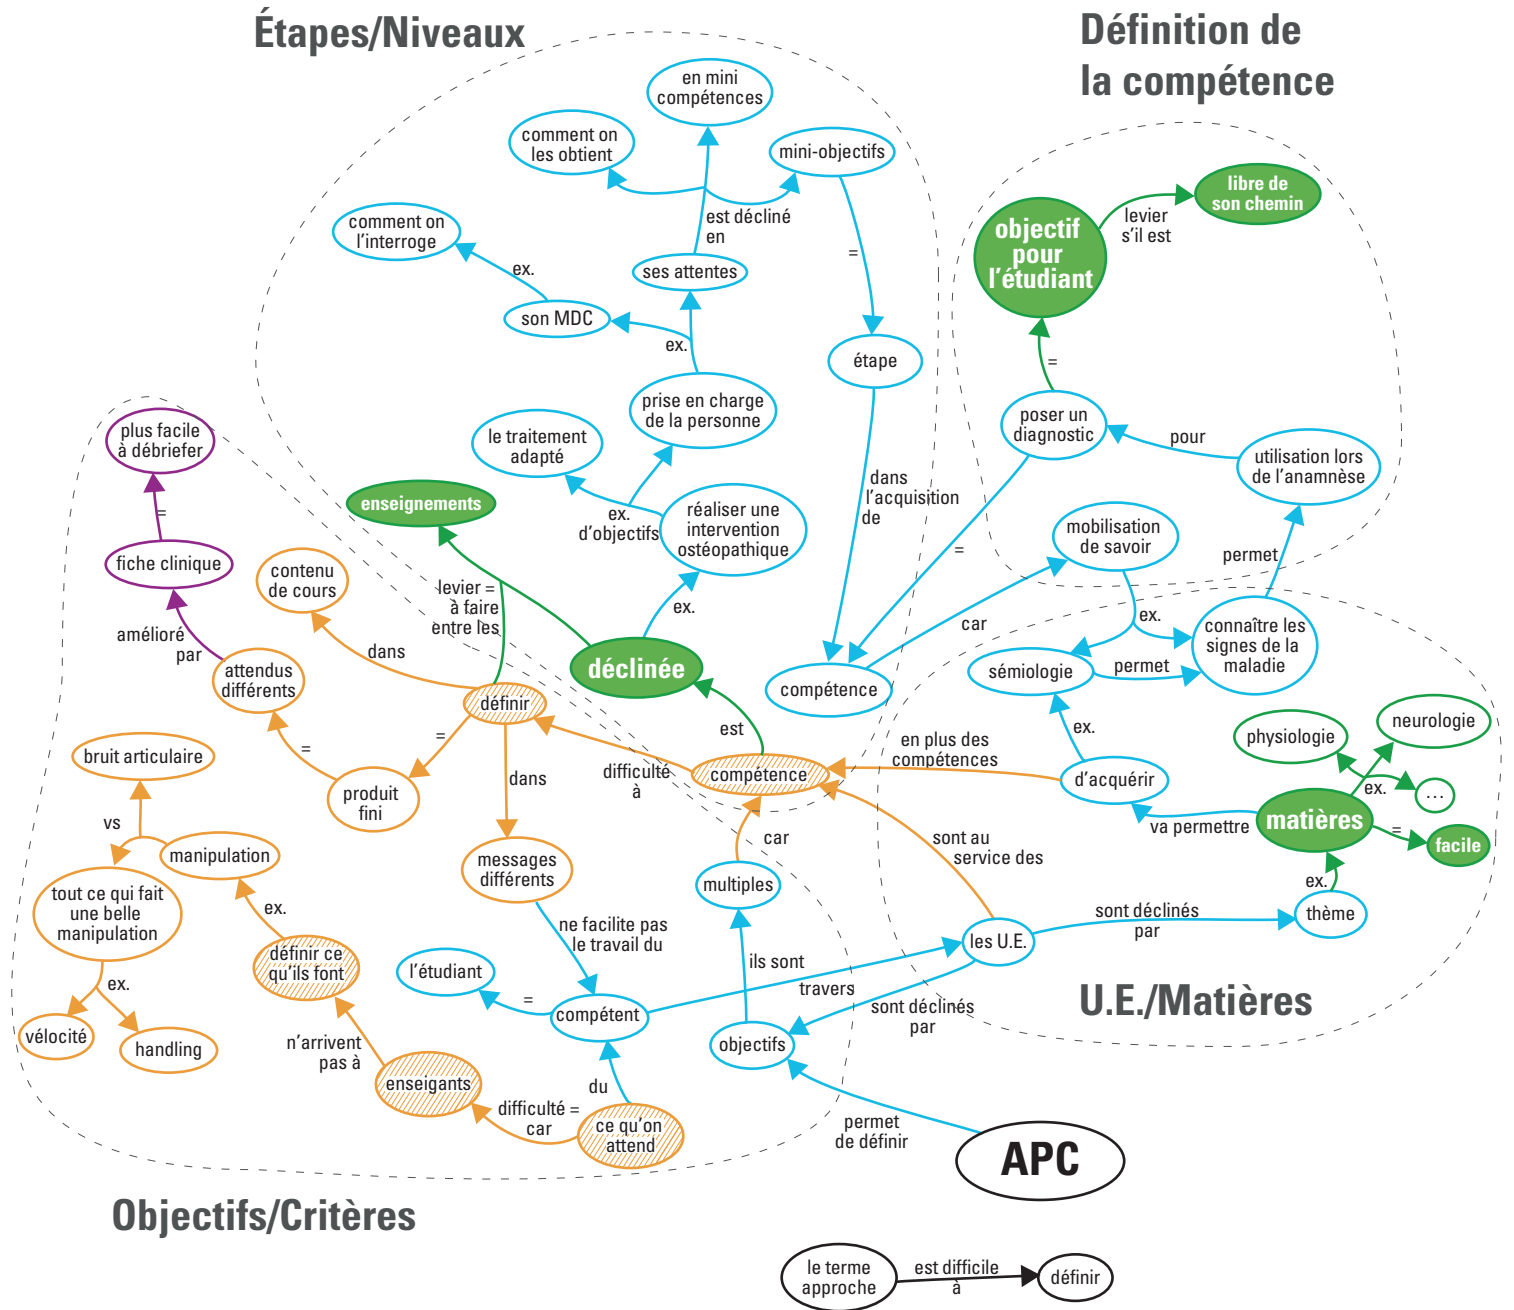 Étapes/Niveaux
Définition de
la compétence
en mini
compétences
comment on
les obtient
mini-objectifs
est décliné
en
comment on
l'interroge
ex.
ses attentes
son MDC
ex.
=
étape
prise en charge
de la personne
le traitement
adapté
ex.
d'objectifs
réaliser une
intervention
ostéopathique
dans
l'acquisition
de
libre de
son chemin
levier
s'il est
objectif
pour
l'étudiant
=
poser un
diagnostic
pour
utilisation lors
de l'anamnèse
=
mobilisation
de savoir
permet
plus facile
à débriefer
=
fiche clinique
enseignements
contenu
de cours
levier =
à faire
entre les
ex.
amélioré
par
dans
attendus
différents
déclinée
car
ex.
connaître les
signes de la
maladie
sémiologie
permet
compétence
définir
est
=
=
bruit articulaire
produit
fini
dans
difficulté
à
compétence
en plus des
compétences
ex.
d'acquérir
physiologie
neurologie
ex.
...
matières
=
facile
va permettre
vs
manipulation
messages
différents
car
sont au
service des
multiples
ex.
thème
sont déclinés
par
tout ce qui fait
une belle
manipulation
ex.
définir ce
qu'ils font
ne facilite pas
le travail du
l'étudiant
=
compétent
ils sont
travers
les U.E.
sont déclinés
par
U.E./Matières
ex.
vélocité
handling
n'arrivent
pas à
enseigants
objectifs
du
difficulté =
car
ce qu'on
attend
permet
de définir
APC
Objectifs/Critères
le terme
approche
est difficile
à
définir